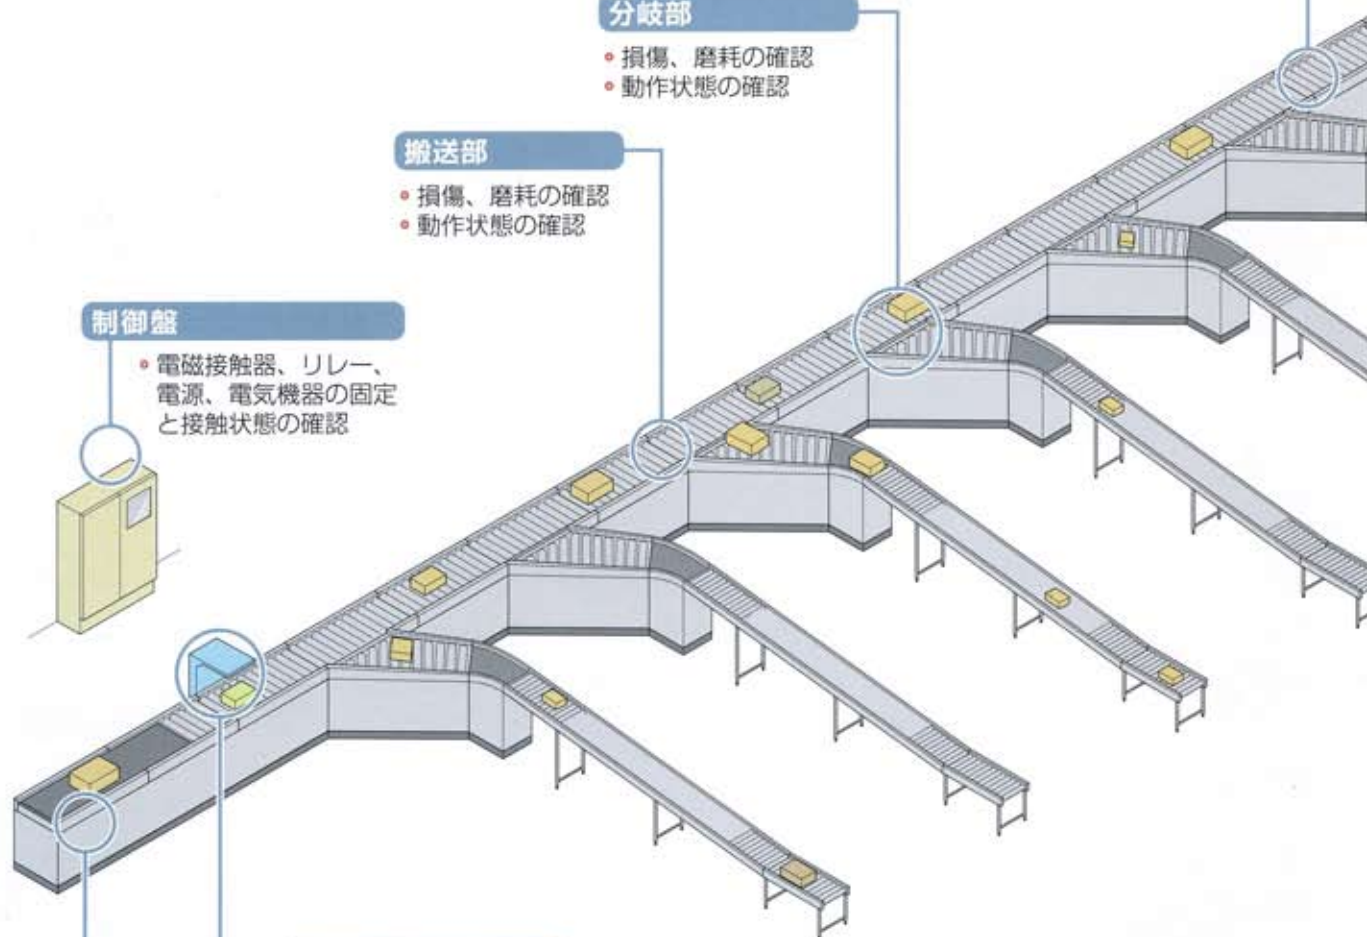 分岐部
• 損傷、磨耗の確認
• 動作状態の確認
搬送部
• 損傷、磨耗の確認
• 動作状態の確認
制御盤
• 電磁接触器、リレー、
電源、電気機器の固定
と接触状態の確認